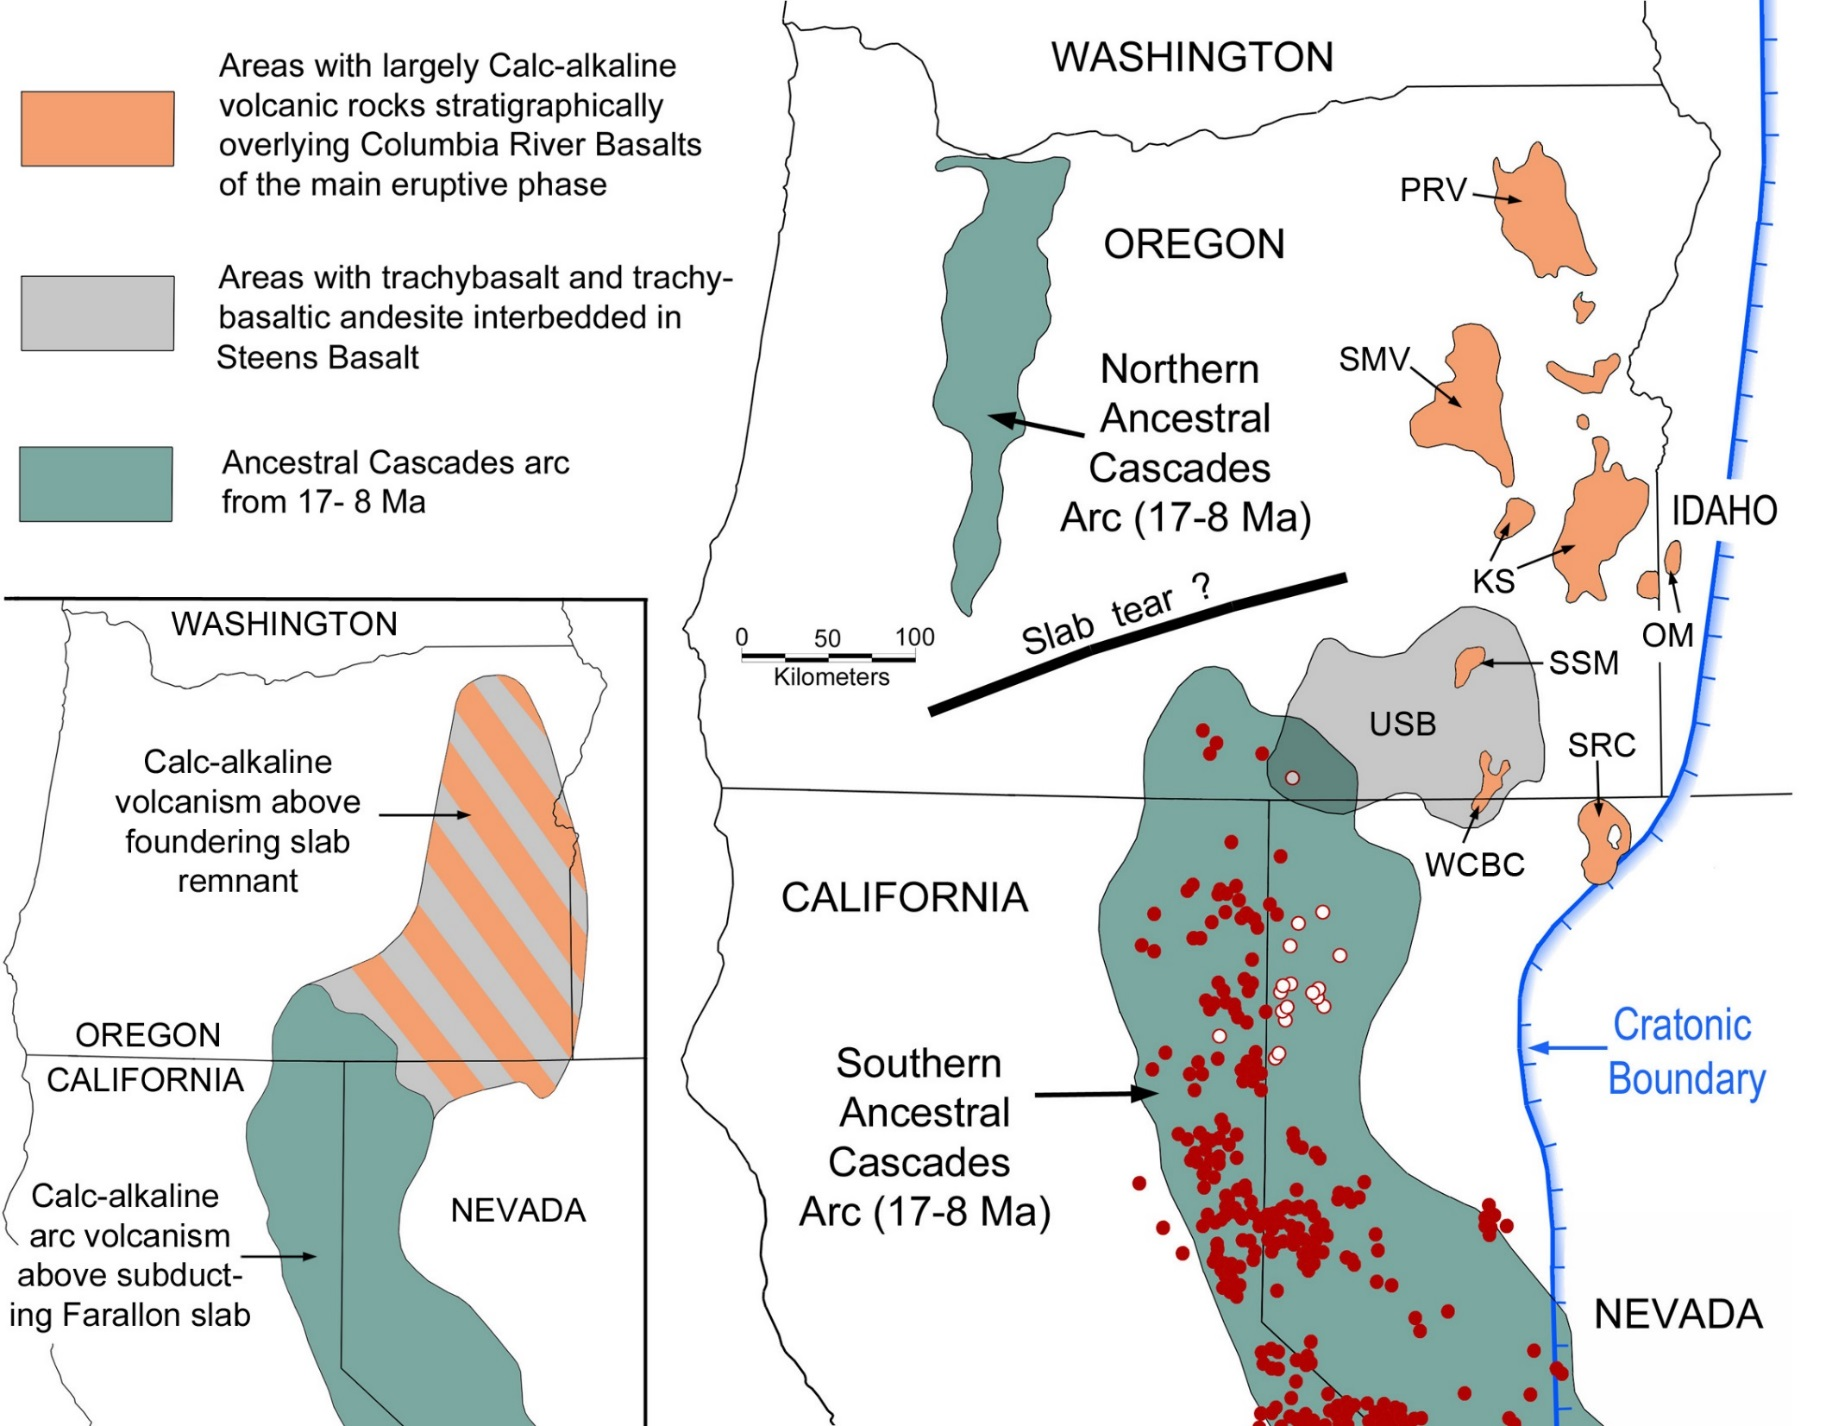 Areas with largely Calc-alkaline
volcanic rocks stratigraphically
overlying Columbia River Basalts
of the main eruptive phase
Areas with trachybasalt and trachy-
basaltic andesite interbedded in
Steens Basalt
Ancestral Cascades arc
from 17- 8 Ma
WASHINGTON
Calc-alkaline
volcanism above
foundering slab
remnant
OREGON
CALIFORNIA
NEVADA
Calc-alkaline
arc volcanism
above subduct-
ing Farallon slab
WASHINGTON
PRV
OREGON
SMV
Northern
Ancestral
Cascades
Arc (17-8 Ma)
IDAHO
KS
OM
Slab tear ?
0 50 100
Kilometers
SSM
USB
SRC
WCBC
CALIFORNIA
Cratonic
Boundary
Southern
Ancestral
Cascades
Arc (17-8 Ma)
NEVADA